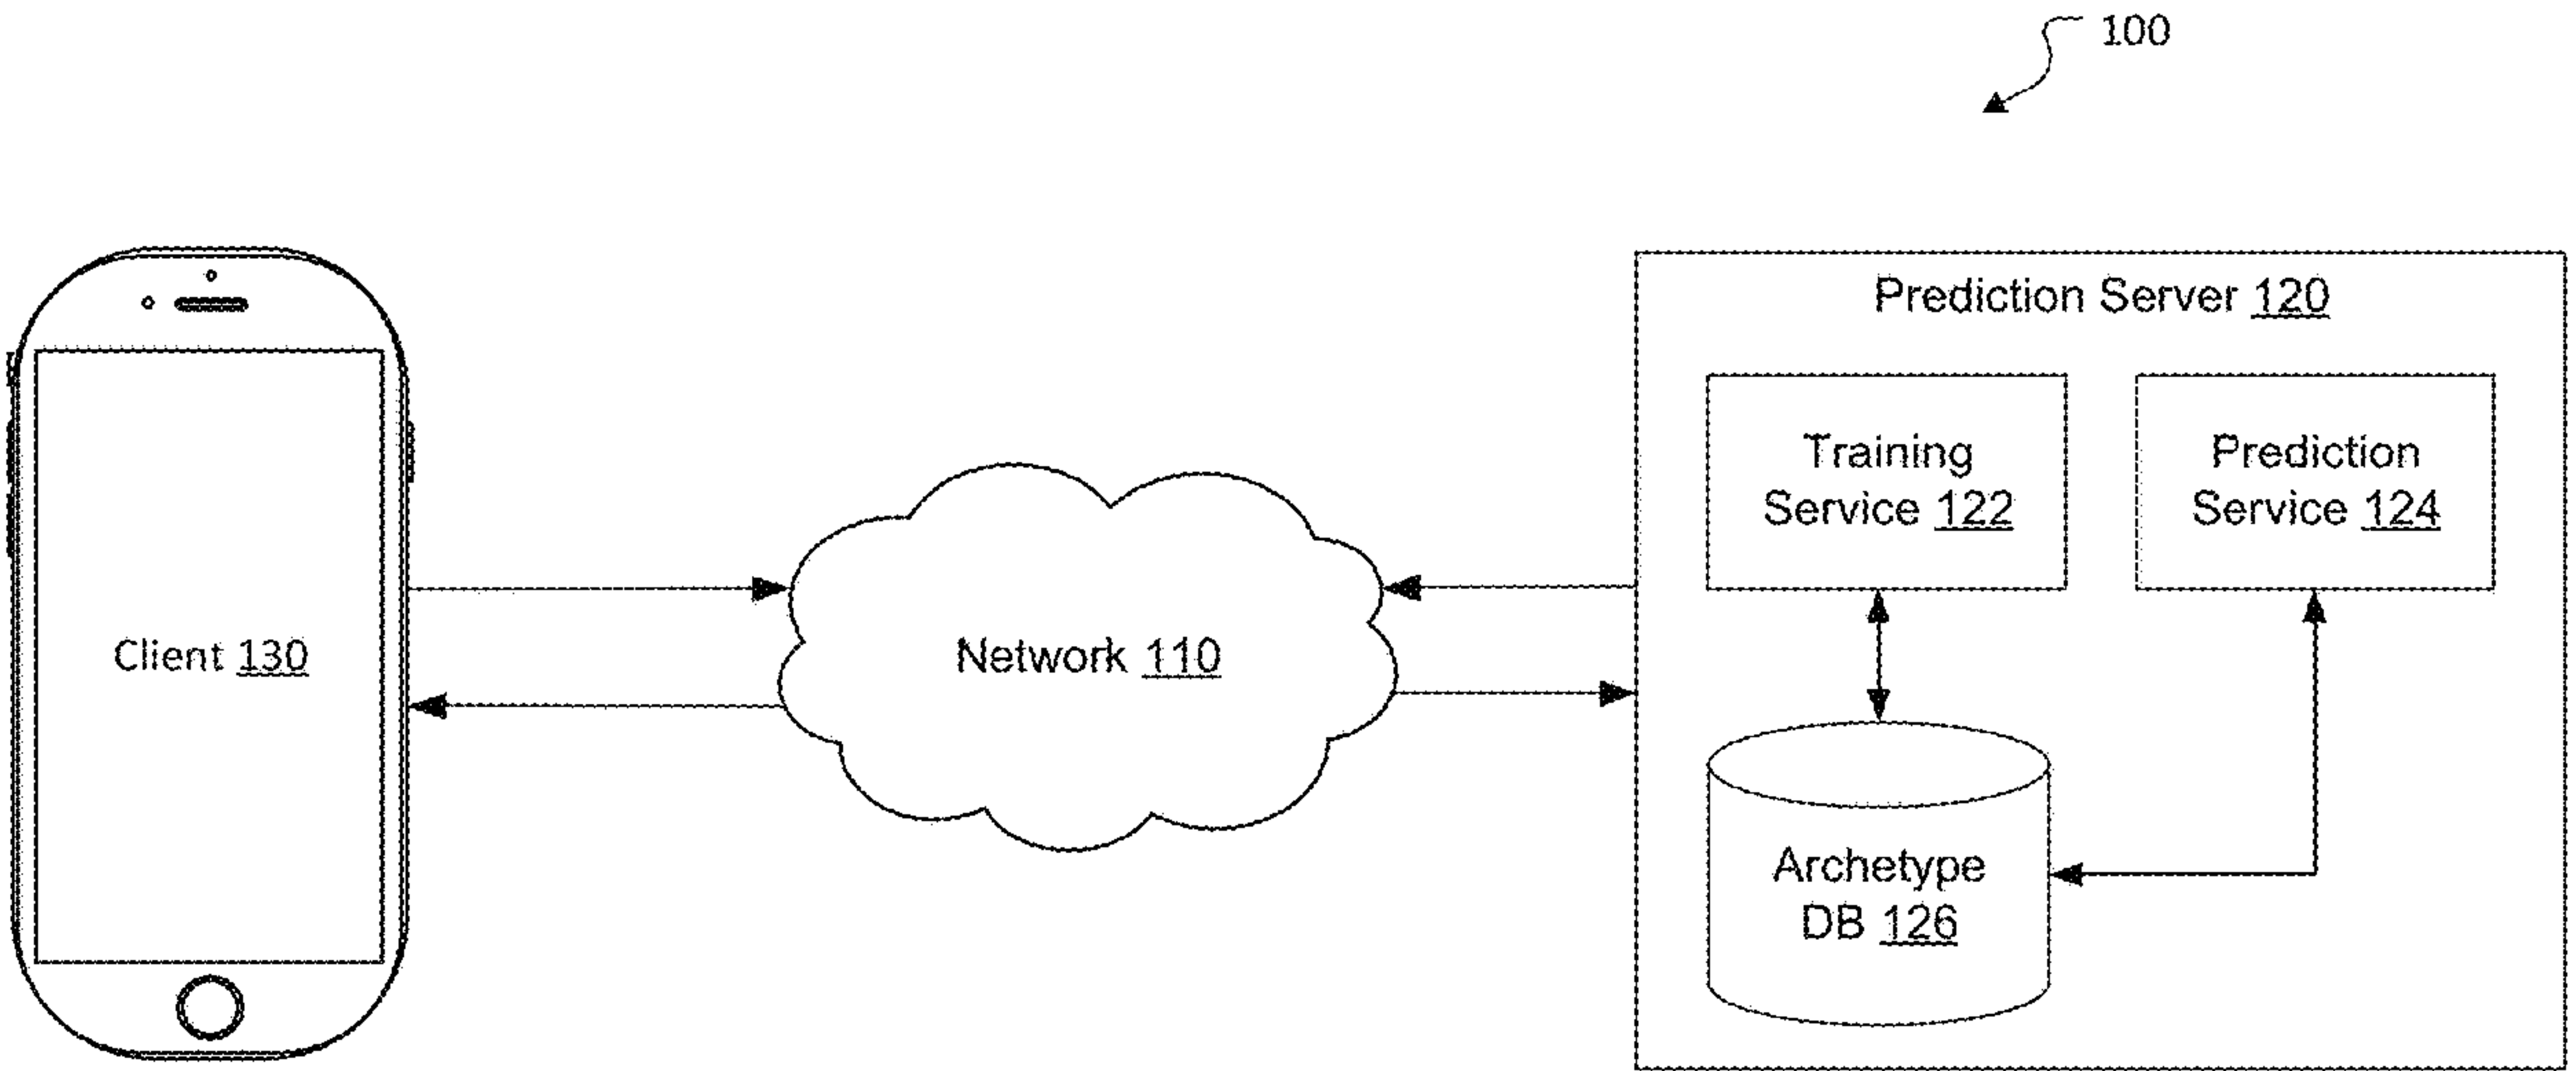 100
Prediction Server 120
Training
Service 122
Prediction
Service 124
Client 130
Network 110
Archetype
DB 126